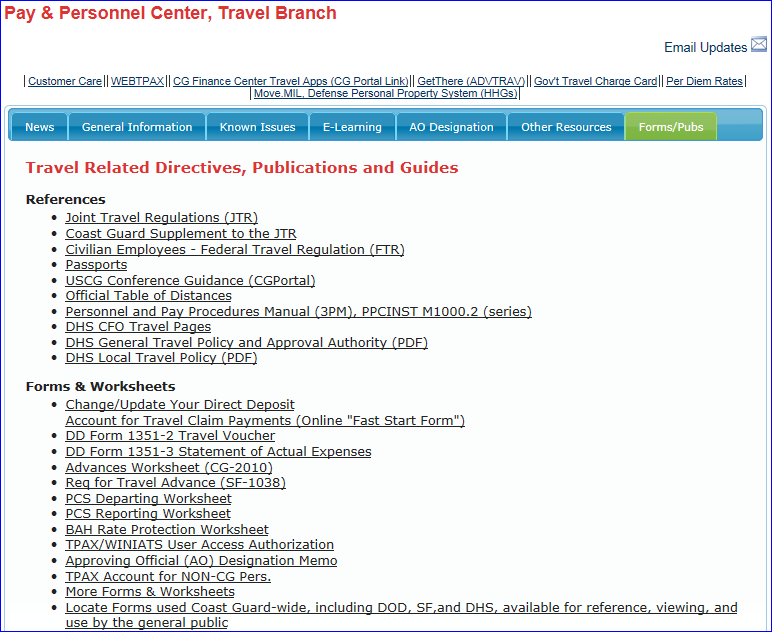 Pay & Personnel Center, Travel Branch
Email Updates
| Customer Care| | WEBTPAX| | CG Finance Center Travel Apps (CG Portal Link)| | GetThere (AD\/TRA\/)| | Gov't Travel Charge Card| | Per Diem Rates|
| Move.MIL, Defense Personal Property System (HHGs)|
News General Information Known Issues E-Learning AO Designation Other Resources Forms/Pubs
Travel Related Directives, Publications and Guides
References
• Joint Travel Regulations (JTR)
• Coast Guard Supplement to the JTR
• Civilian Employees - Federal Travel Regulation (FTR)
• Passports
• USCG Conference Guidance (CGPortal)
• Official Table of Distances
• Personnel and Pay Procedures Manual (3PM), PPCINST M1000.2 (series)
• DHS CFO Travel Pages
• DHS General Travel Policy and Approval Authority (PDF)
• DHS Local Travel Policy (PDF)
Forms & Worksheets
• Change/Update Your Direct Deposit
Account for Travel Claim Payments (Online "Fast Start Form")
• DD Form 1351-2 Travel Voucher
• DD Form 1351-3 Statement of Actual Expenses
• Advances Worksheet (CG-2010)
• Req for Travel Advance (SF-1038)
• PCS Departing Worksheet
• PCS Reporting Worksheet
• BAH Rate Protection Worksheet
• TPAX/WINIATS User Access Authorization
• Approving Official (AO) Designation Memo
• TPAX Account for NON-CG Pers.
• More Forms & Worksheets
• Locate Forms used Coast Guard-wide, including DOD, SF,and DHS, available for reference, viewing, and
use by the general public